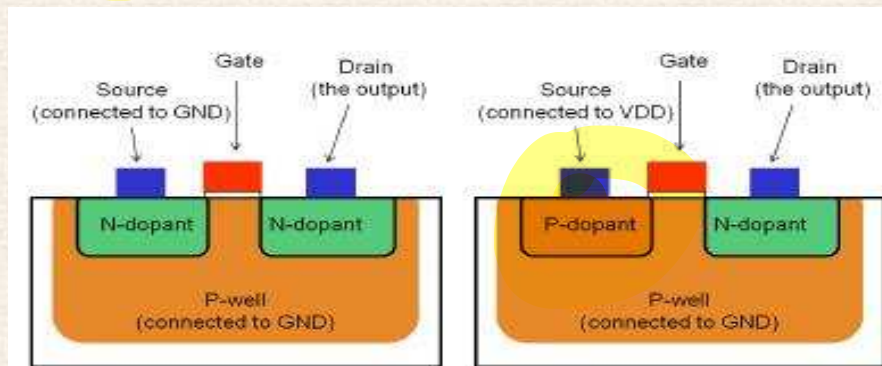 Gate
Source
(connected to GND)
Drain
(the output)
N-dopant
N-dopant
P-well
(connected to GND)
Gate
Source
(connected to VDD)
Drain
(the output)
P-dopant
N-dopant
P-well
(connected to GND)